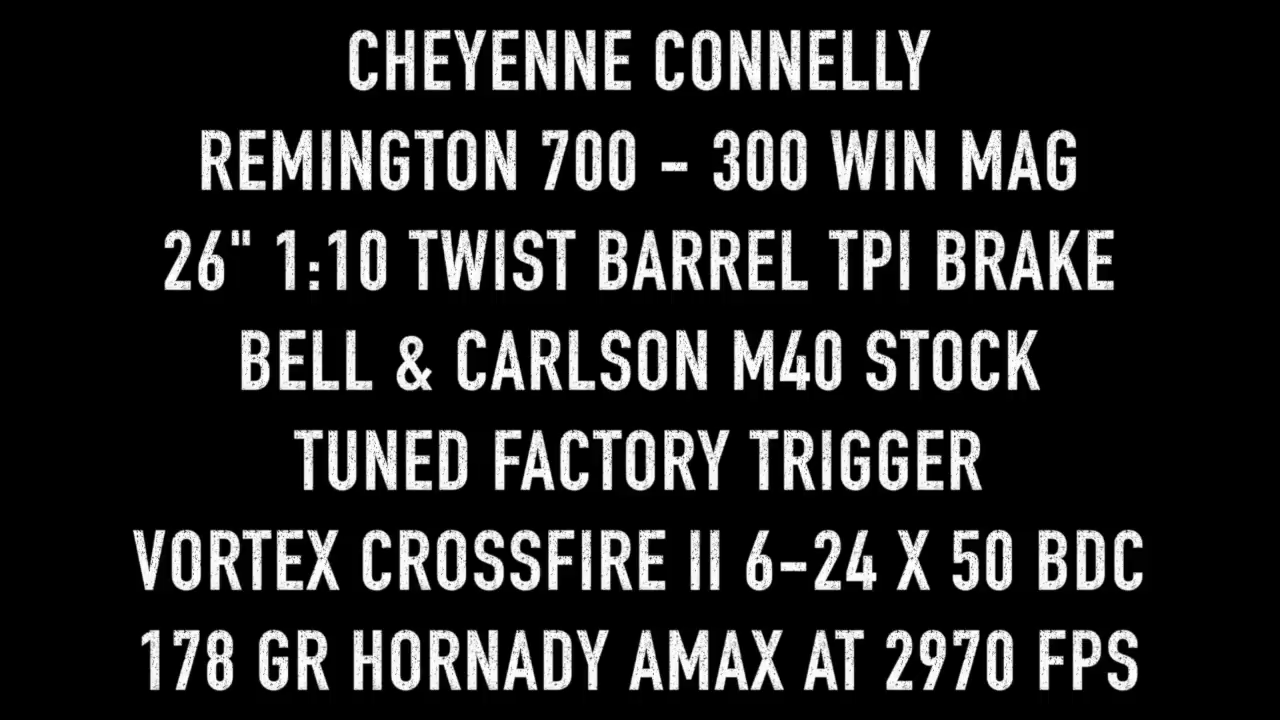 CHEYENNE CONNELLY
REMINGTON 700 - 300 WIN MAG
26" 1:10 TWIST BARREL TPI BRAKE
BELL & CARLSON M40 STOCK
TUNED FACTORY TRIGGER
VORTEX CROSSFIRE II 6-24 X 50 BDC
178 GR HORNADY AMAX AT 2970 FPS